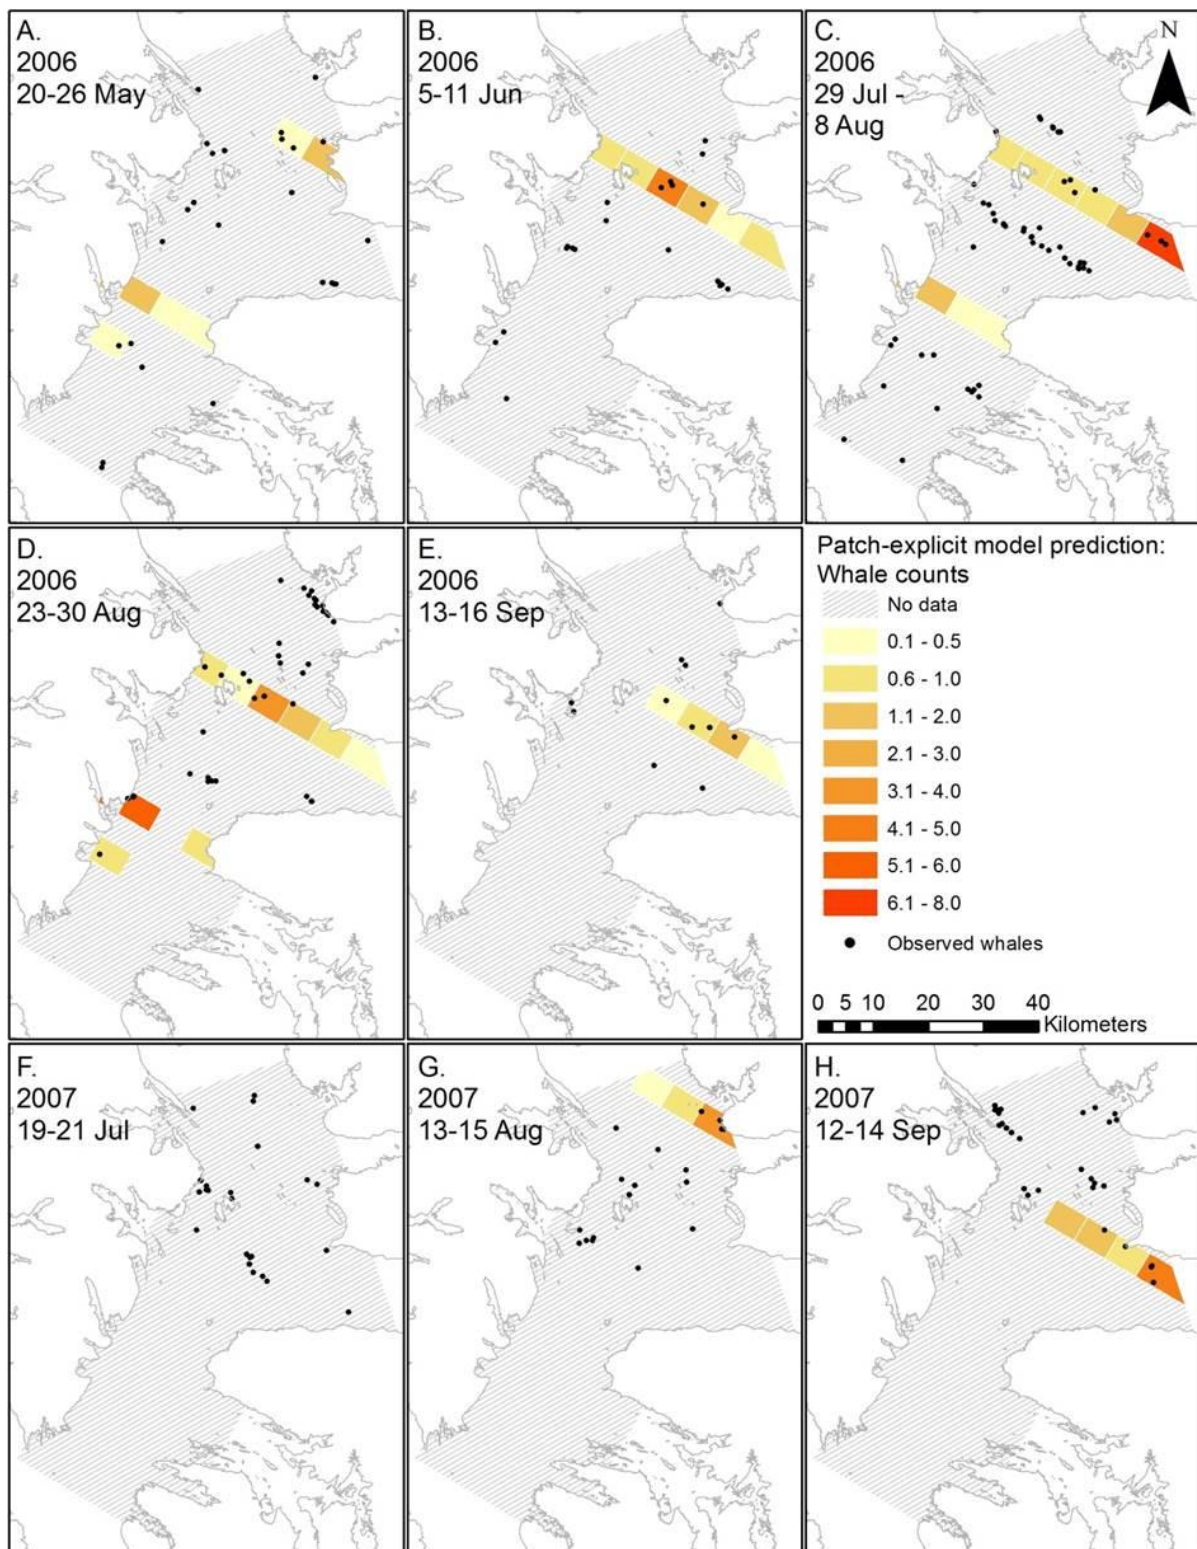 A.
2006
20-26 May
B.
2006
5-11 Jun
C.
2006
29 Jul -
8 Aug
N
D.
2006
23-30 Aug
E.
2006
13-16 Sep
Patch-explicit model prediction:
Whale counts
No data
0.1 - 0.5
0.6 - 1.0
1.1 - 2.0
2.1 - 3.0
3.1 - 4.0
4.1 - 5.0
5.1 - 6.0
6.1 - 8.0
Observed whales
0 5 10 20 30 40
Kilometers
F.
2007
19-21 Jul
G.
2007
13-15 Aug
H.
2007
12-14 Sep